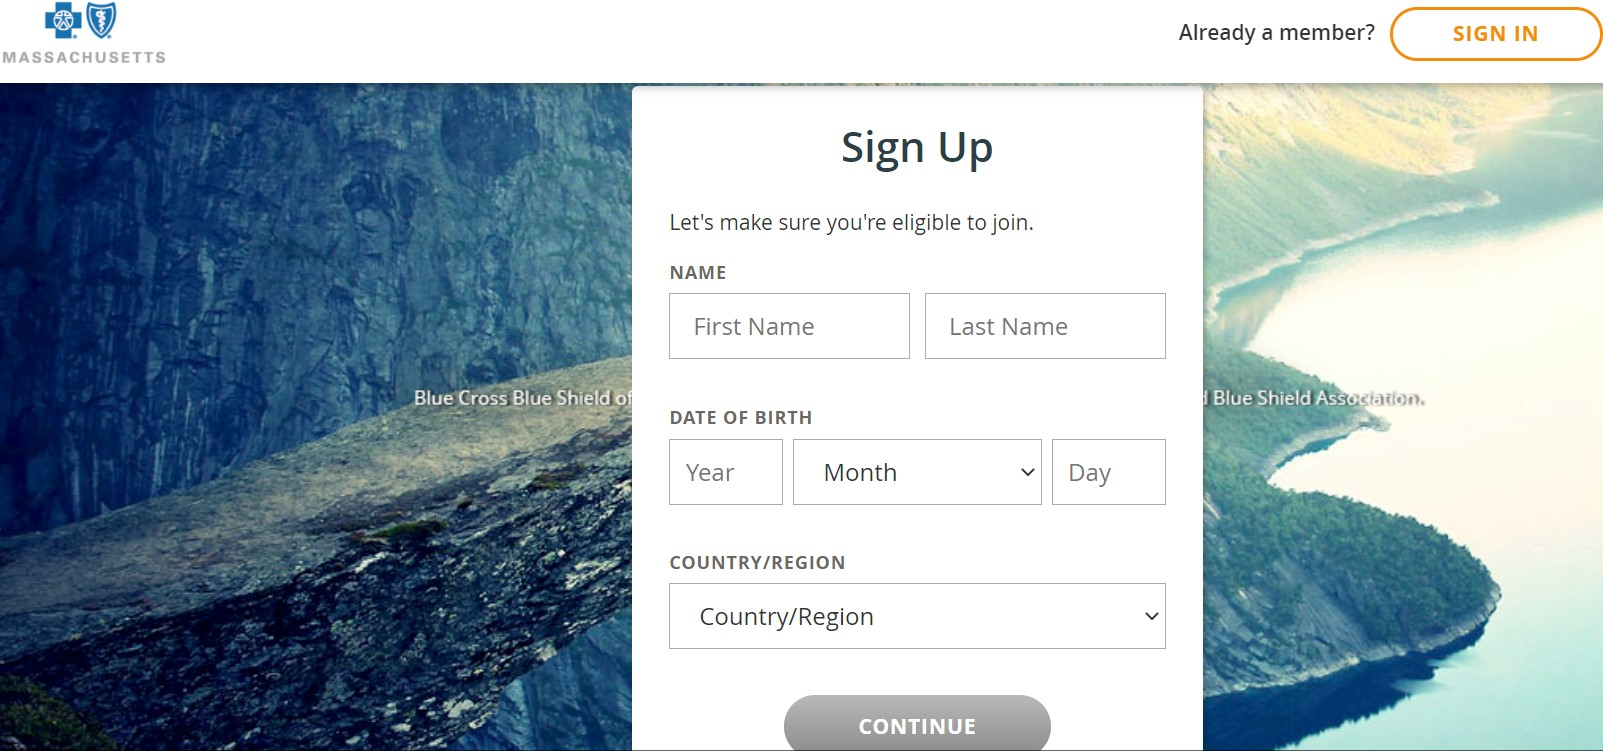 MASSACHUSETTS
Already a member?
SIGN IN
Sign Up
Let's make sure you're eligible to join.
NAME
First Name
Last Name
Blue Cross Blue Shield of
d Blue Shield Association.
DATE OF BIRTH
Year
Month
Day
COUNTRY/REGION
Country/Region
CONTINUE